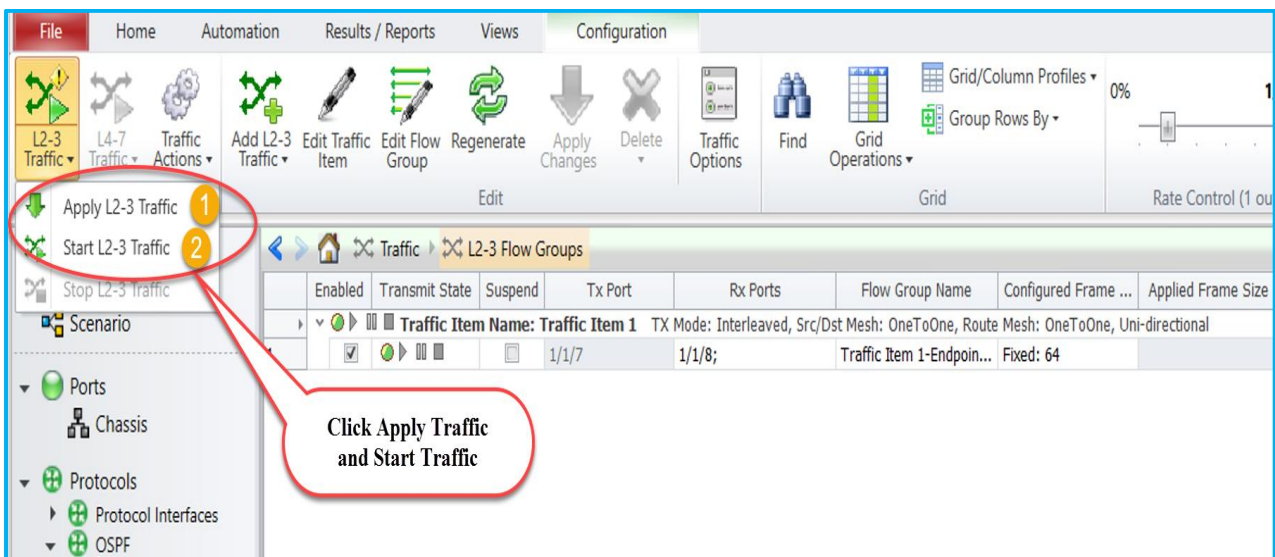 File Home Automation Results / Reports Views Configuration
L2-3 Traffic
L4-7 Traffic
Traffic Actions
Add L2-3 Traffic
Edit Traffic Item
Edit Flow Group
Regenerate
Apply Changes
Delete
Traffic Options
Find
Grid Operations
Grid/Column Profiles
Group Rows By
0% 1
Edit Grid Rate Control (1 ou
Apply L2-3 Traffic 1
Start L2-3 Traffic 2
Stop L2-3 Traffic
Scenario
Ports
Chassis
Protocols
Protocol Interfaces
OSPF
Traffic L2-3 Flow Groups
Enabled Transmit State Suspend Tx Port Rx Ports Flow Group Name Configured Frame ... Applied Frame Size
Traffic Item Name: Traffic Item 1 TX Mode: Interleaved, Src/Dst Mesh: OneToOne, Route Mesh: OneToOne, Uni-directional
1/1/7 1/1/8; Traffic Item 1-Endpoin... Fixed: 64
Click Apply Traffic
and Start Traffic